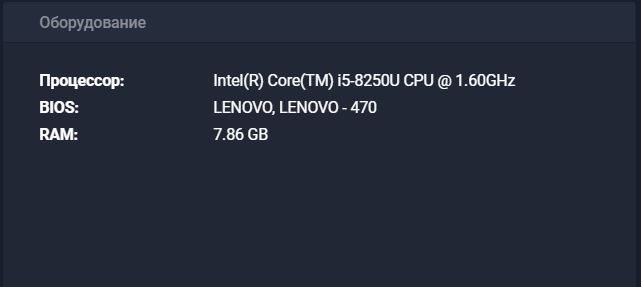 Оборудование
Процессор: Intel(R) Core(TM) i5-8250U CPU @ 1.60GHz
BIOS: LENOVO, LENOVO - 470
RAM: 7.86 GB